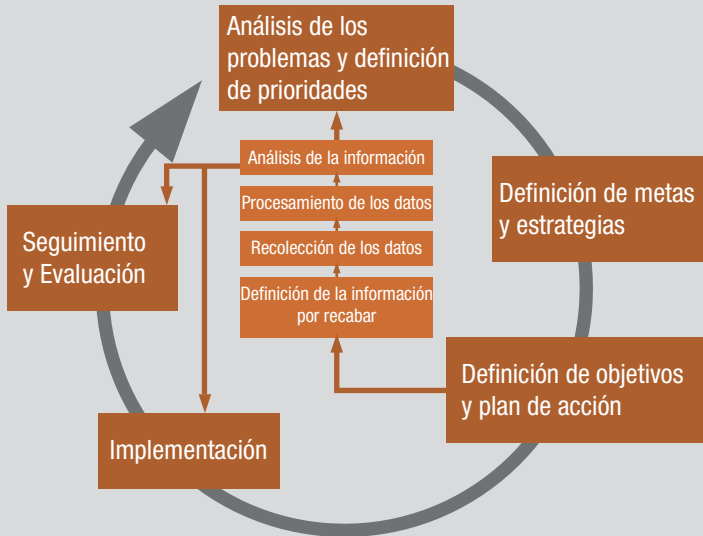 Análisis de los
problemas y definición
de prioridades
Análisis de la información
Procesamiento de los datos
Recolección de los datos
Definición de la información
por recabar
Definición de metas
y estrategias
Definición de objetivos
y plan de acción
Implementación
Seguimiento
y Evaluación